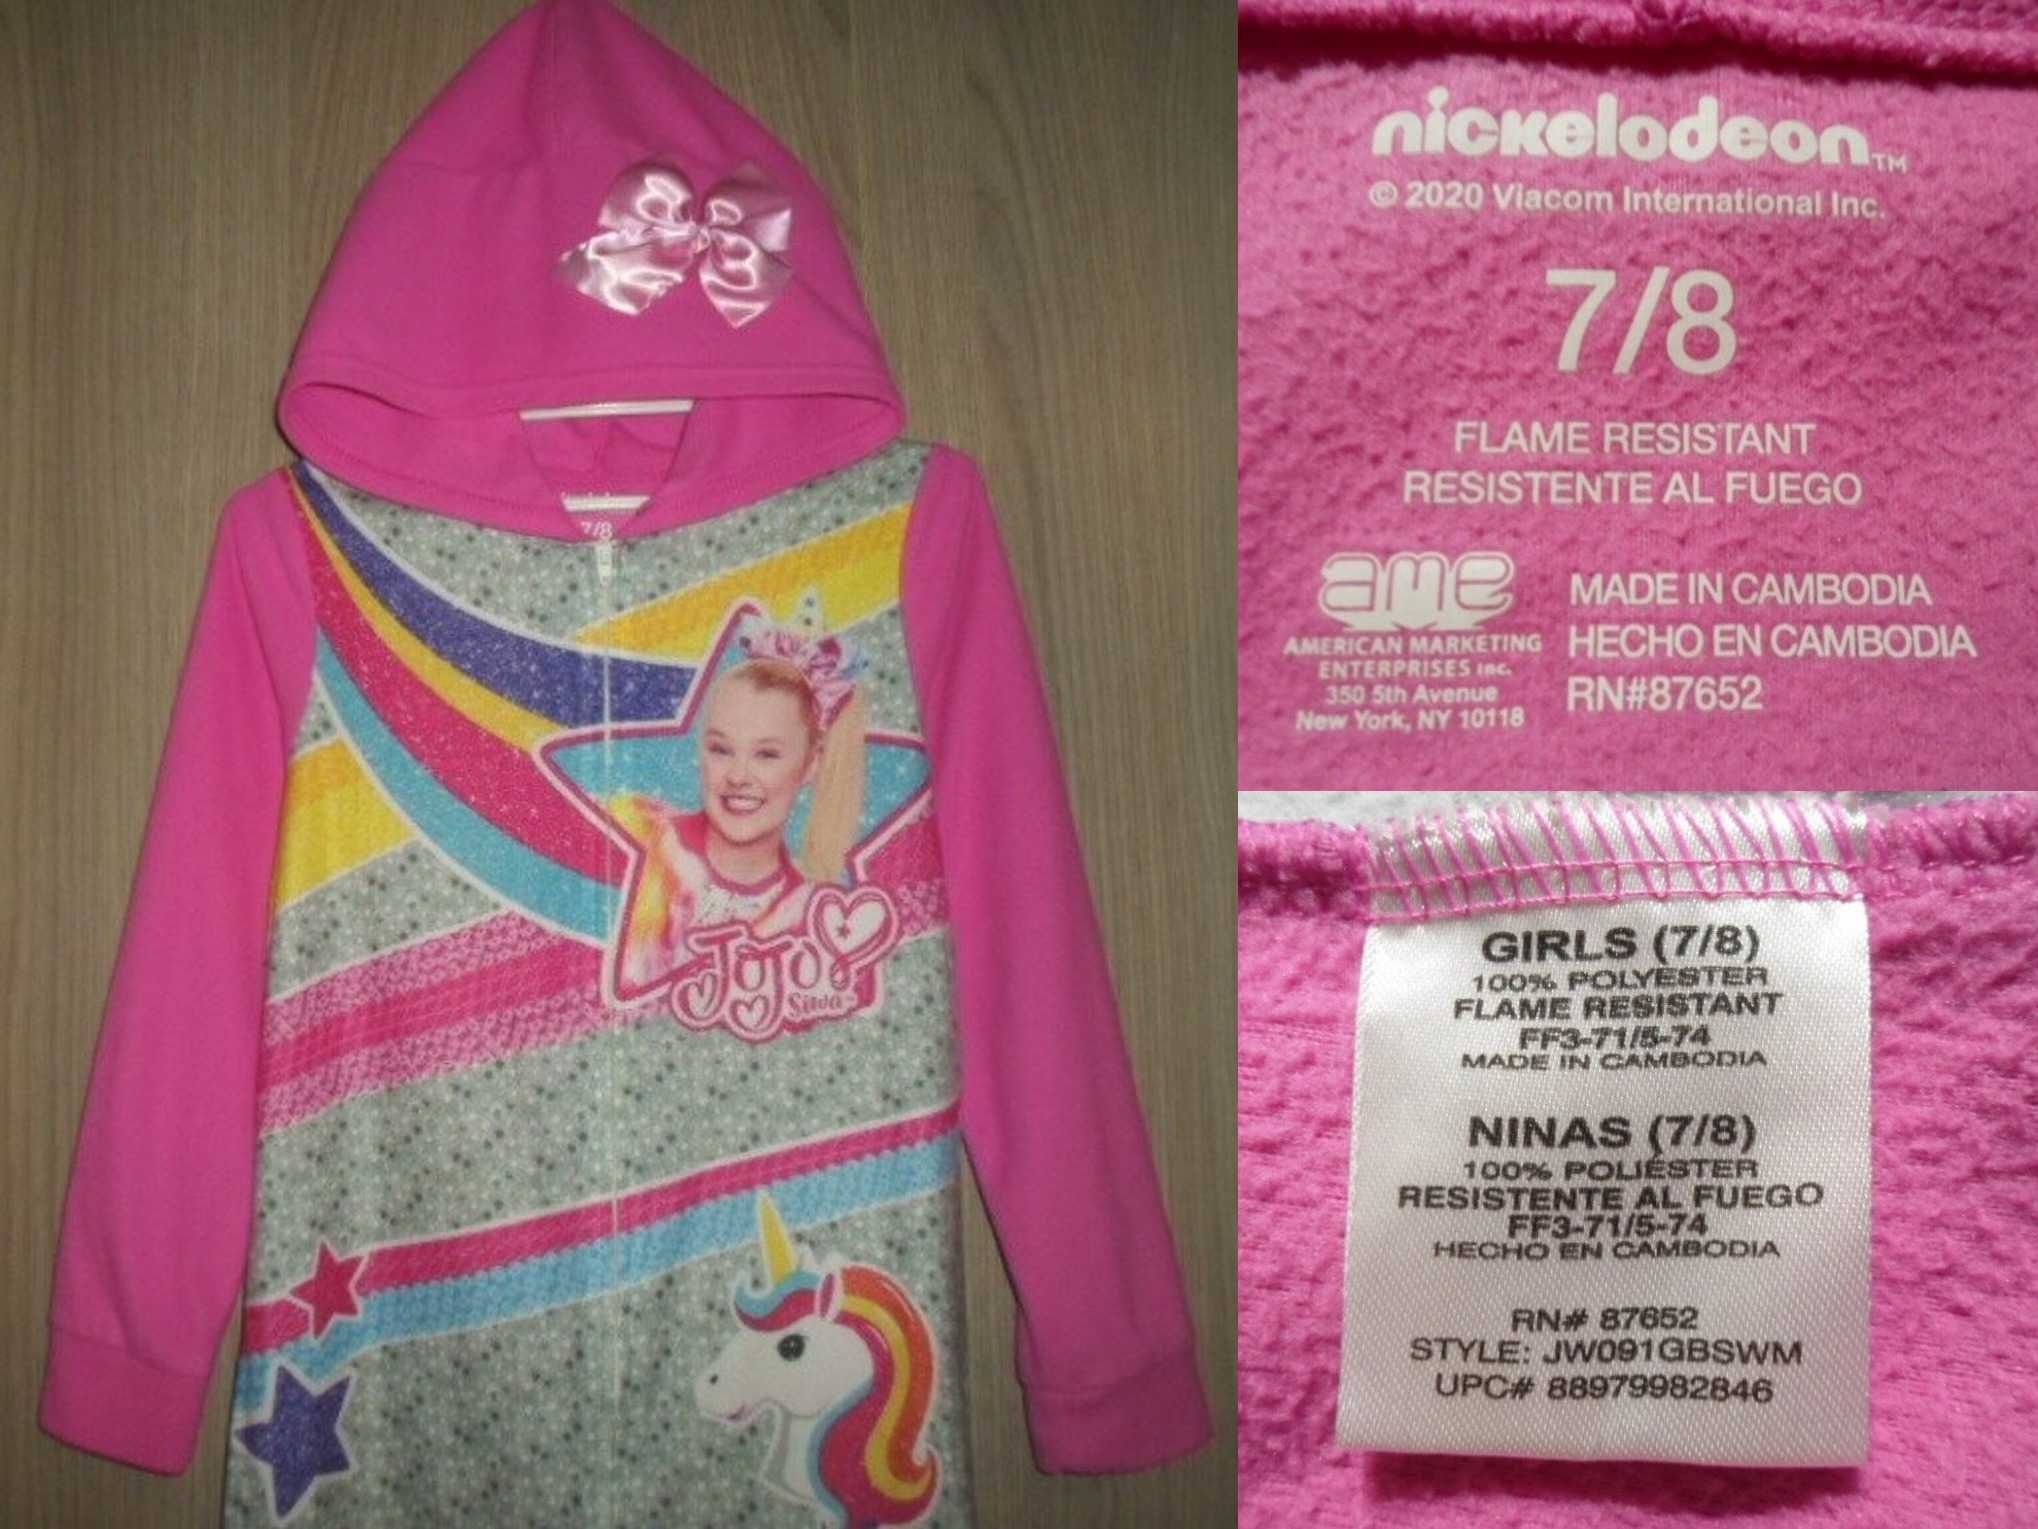 7/8
JoJo
Siwa
nickelodeon™
© 2020 Viacom International Inc.
7/8
FLAME RESISTANT
RESISTENTE AL FUEGO
ame
AMERICAN MARKETING
ENTERPRISES INC.
350 5th Avenue
New York, NY 10118
MADE IN CAMBODIA
HECHO EN CAMBODIA
RN#87652
GIRLS (7/8)
100% POLYESTER
FLAME RESISTANT
FF3-71/5-74
MADE IN CAMBODIA
NINAS (7/8)
100% POLIÉSTER
RESISTENTE AL FUEGO
FF3-71/5-74
HECHO EN CAMBODIA
RN# 87652
STYLE: JW091GBSWM
UPC# 88979982846